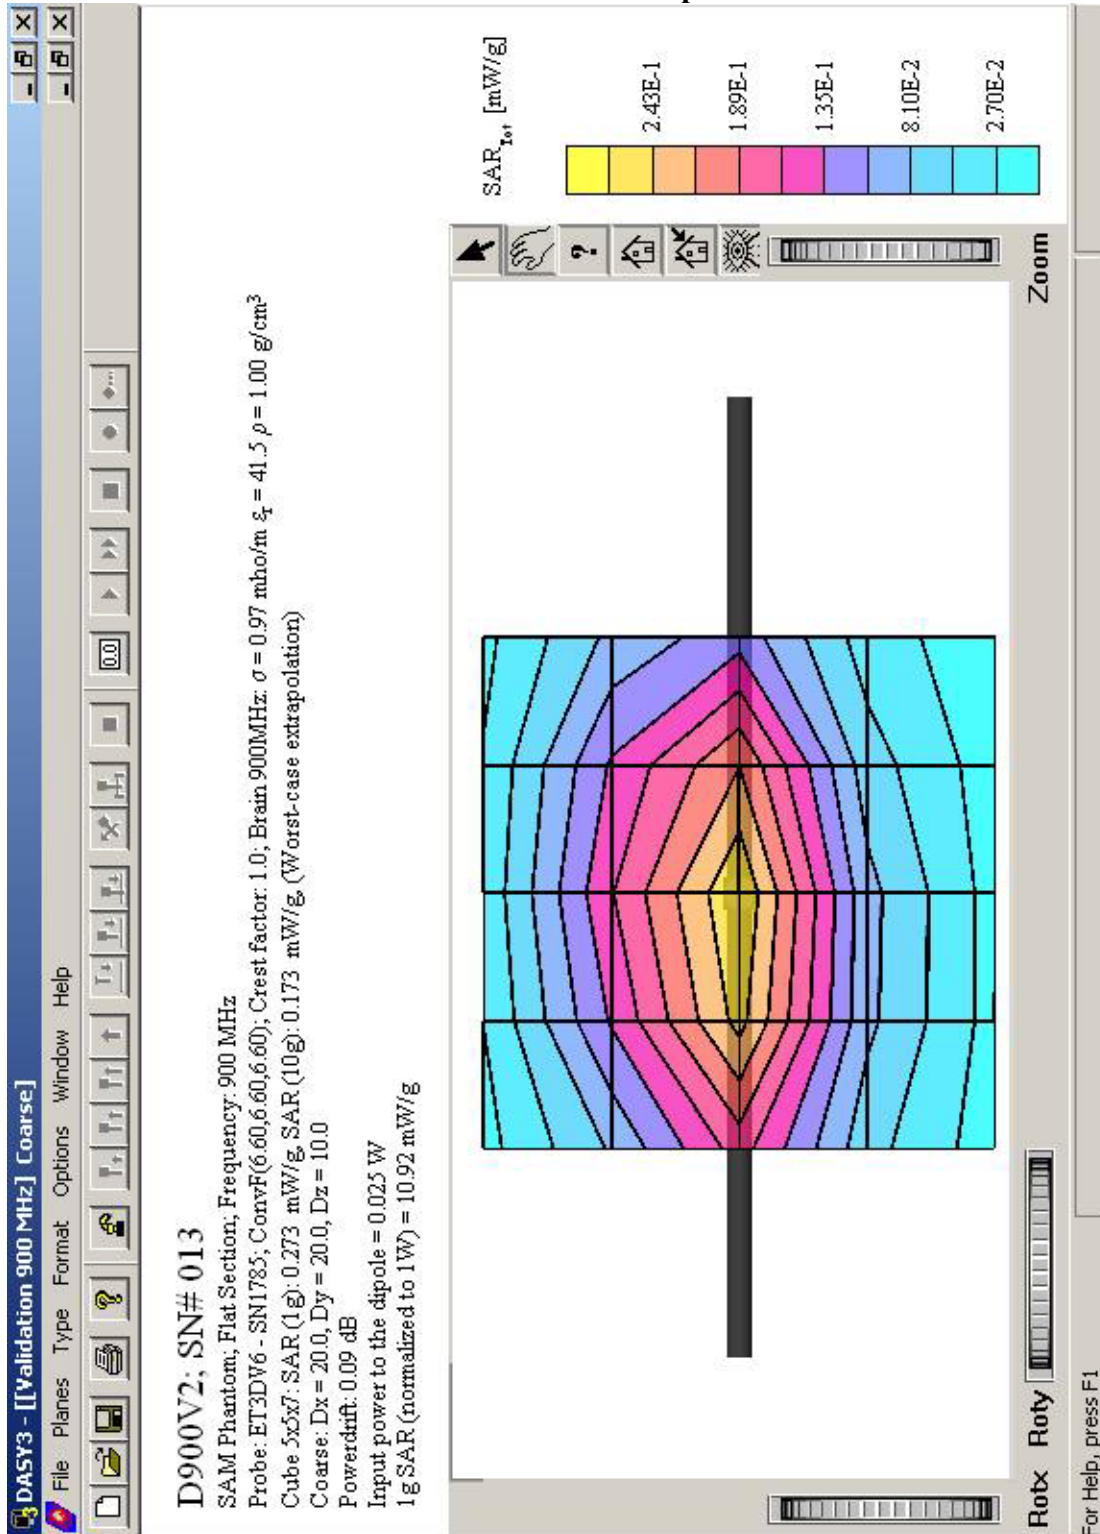 DASY3 - [[Validation 900 MHz] Coarse]
File Planes Type Format Options Window Help
0.0
D900V2; SN# 013
SAM Phantom; Flat Section; Frequency: 900 MHz
Probe: ET3DV6 - SN1785; ConvF(6.60,6.60,6.60); Crest factor: 1.0; Brain 900MHz: σ = 0.97 mho/m εr = 41.5 ρ = 1.00 g/cm³
Cube 5x5x7: SAR (1g): 0.273 mW/g, SAR (10g): 0.173 mW/g, (Worst-case extrapolation)
Coarse: Dx = 20.0, Dy = 20.0, Dz = 10.0
Powerdrift: 0.09 dB
Input power to the dipole = 0.025 W
1g SAR (normalized to 1W) = 10.92 mW/g
SARTot [mW/g]
2.43E-1
1.89E-1
1.35E-1
8.10E-2
2.70E-2
Rotx Roty Zoom
For Help, press F1